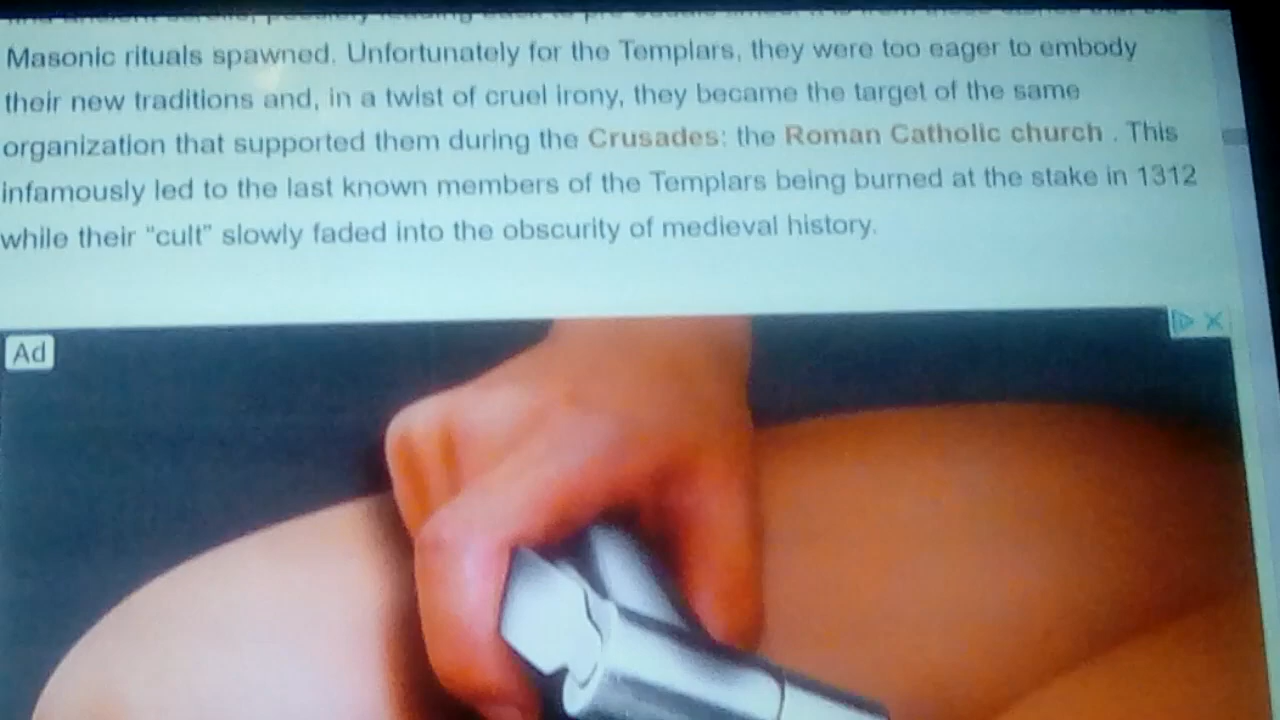 Masonic rituals spawned. Unfortunately for the Templars, they were too eager to embody
their new traditions and, in a twist of cruel irony, they became the target of the same
organization that supported them during the Crusades: the Roman Catholic church . This
infamously led to the last known members of the Templars being burned at the stake in 1312
while their “cult” slowly faded into the obscurity of medieval history.
Ad